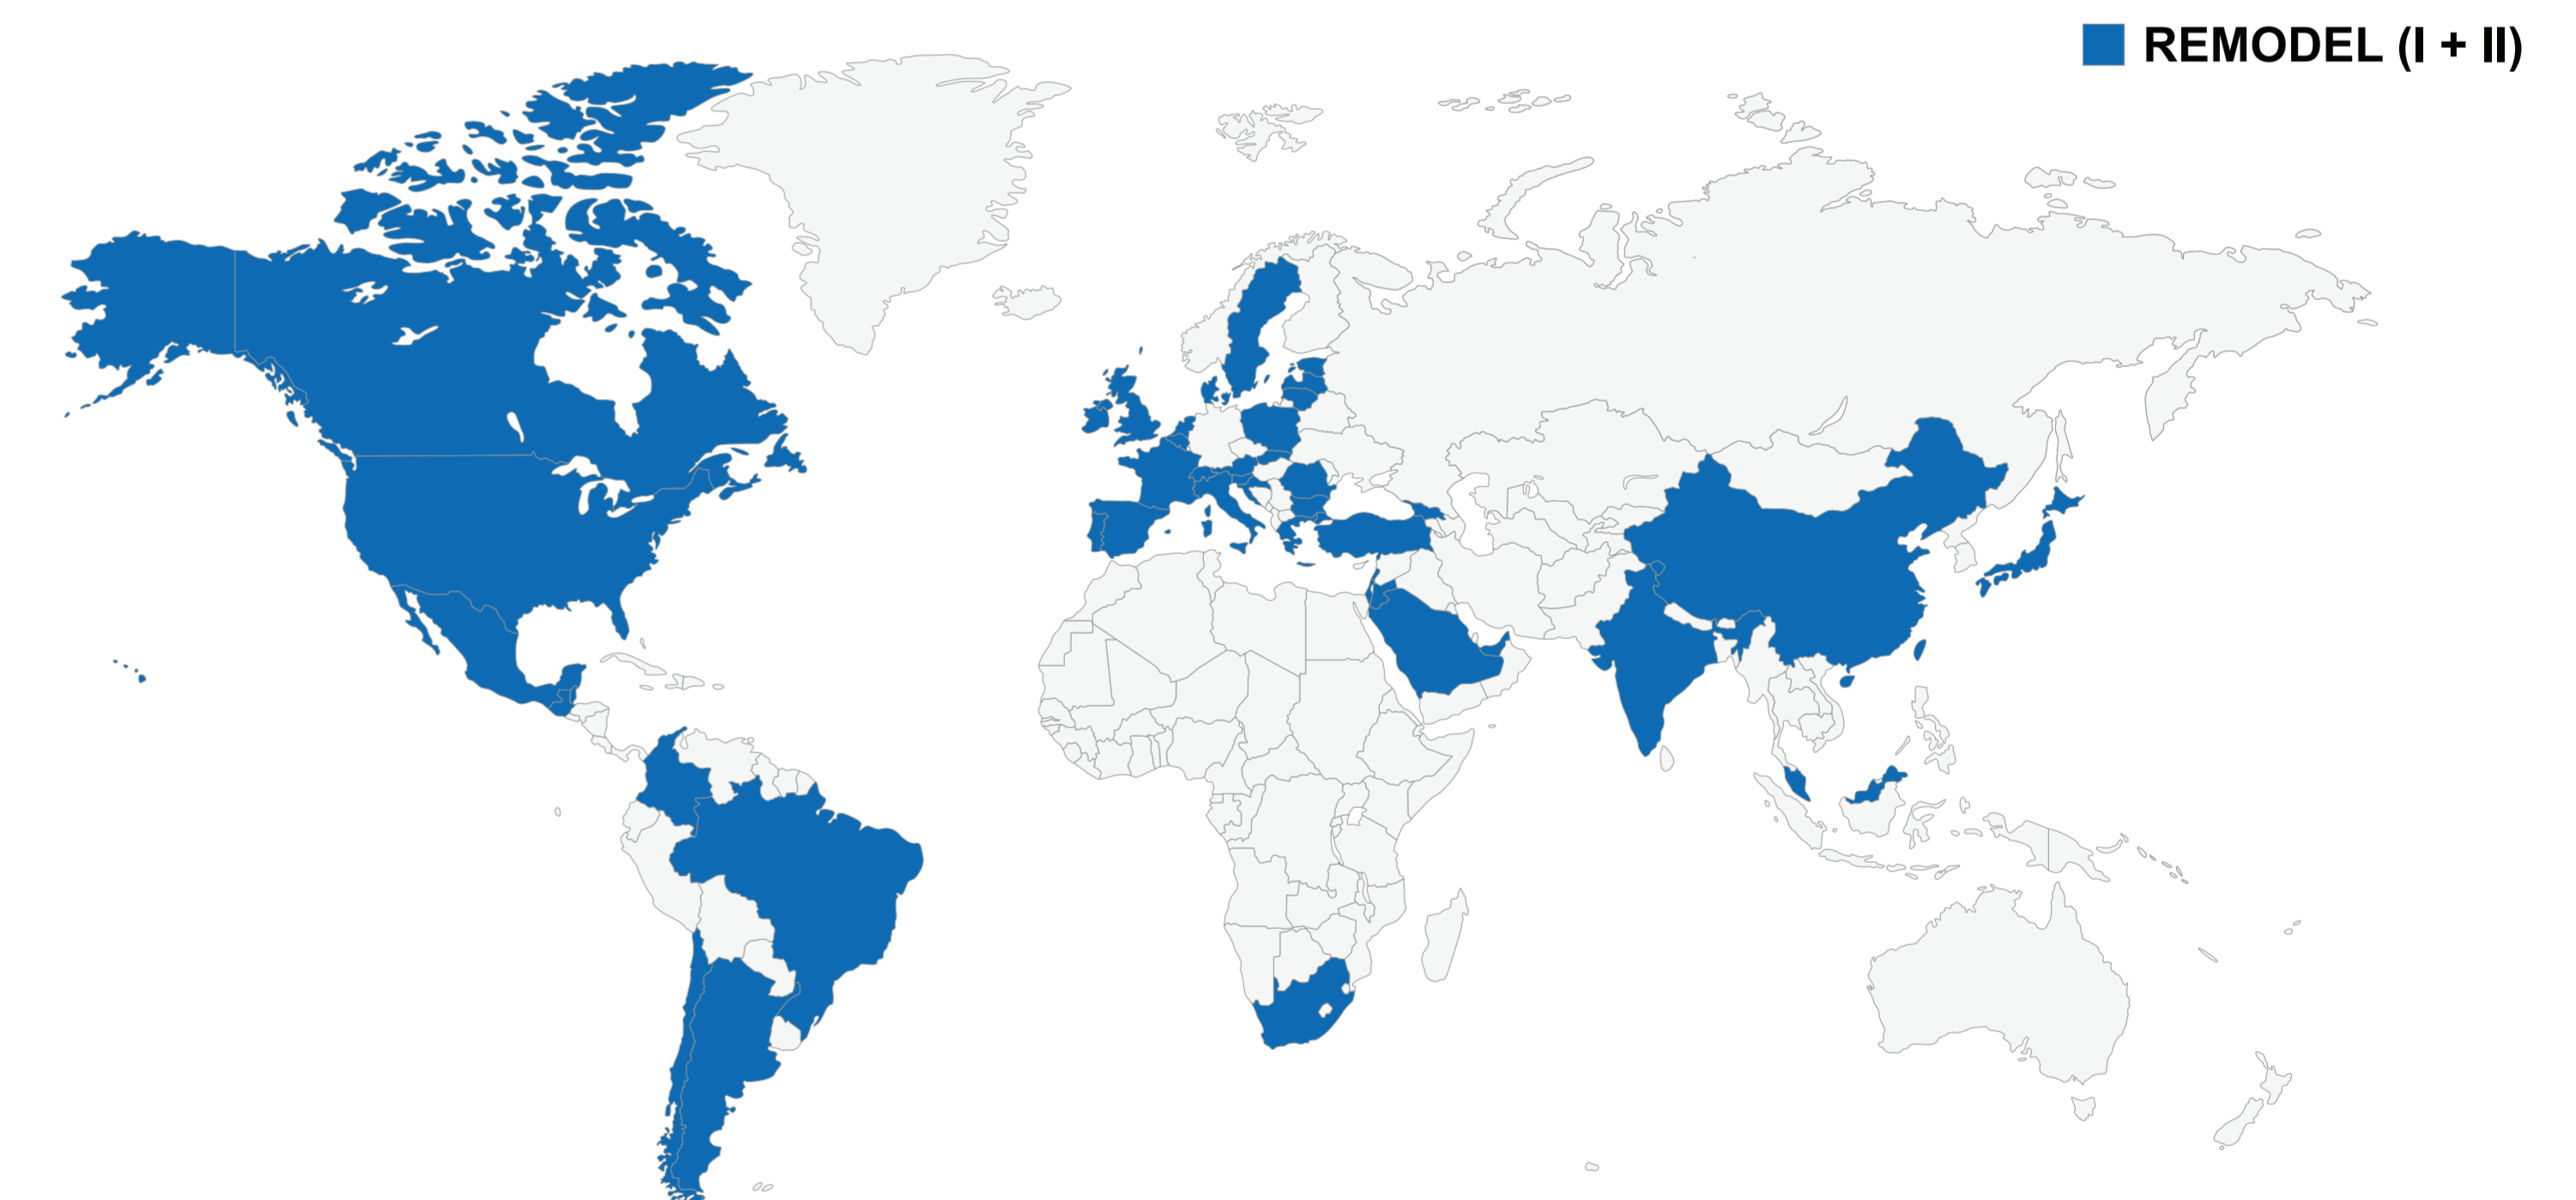 REMODEL (I + II)